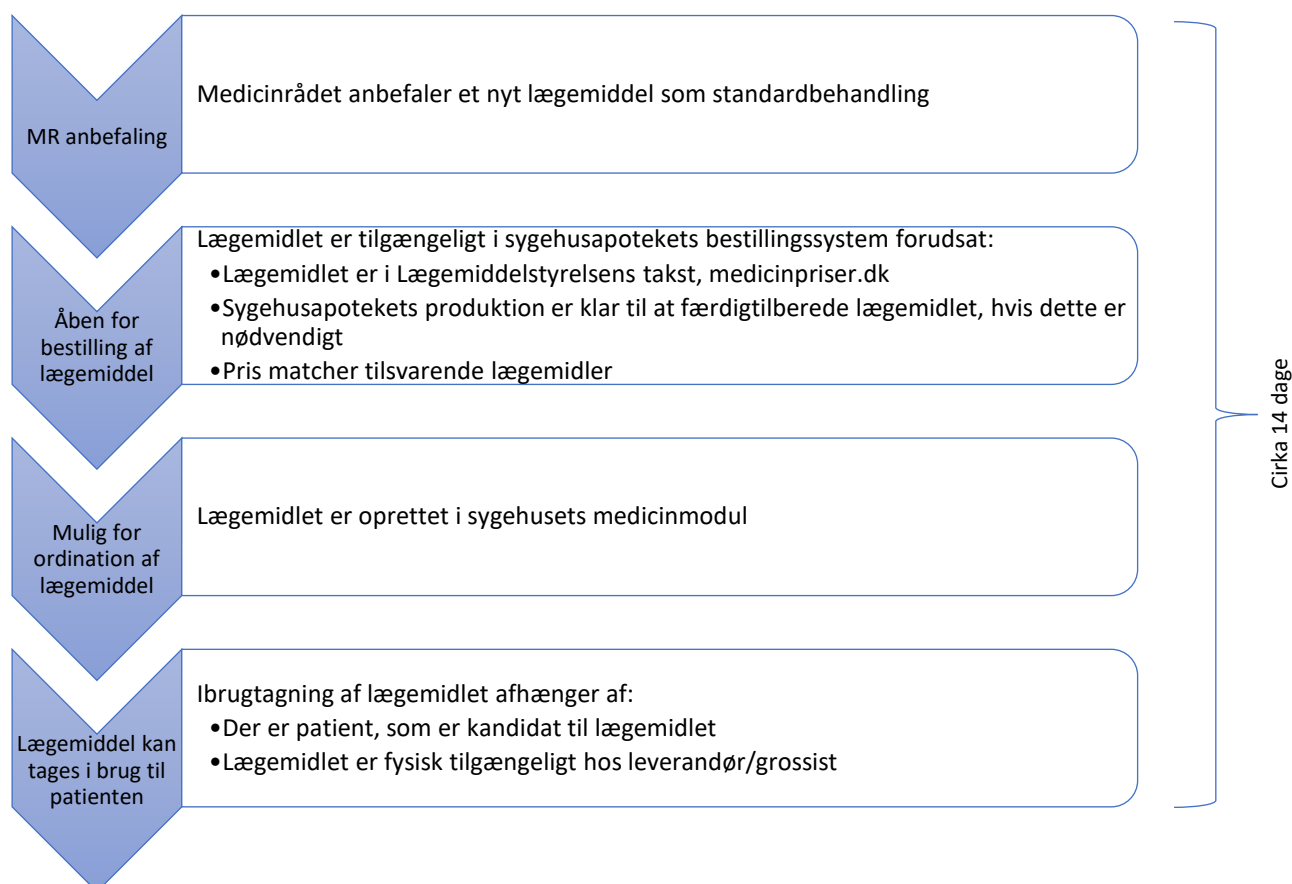 MR anbefaling
Medicinrådet anbefaler et nyt lægemiddel som standardbehandling
Åben for
bestilling af
lægemiddel
Lægemidlet er tilgængeligt i sygehusapotekets bestillingssystem forudsat:
•Lægemidlet er i Lægemiddelstyrelsens takst, medicinpriser.dk
•Sygehusapotekets produktion er klar til at færdigtilberede lægemidlet, hvis dette er
nødvendigt
•Pris matcher tilsvarende lægemidler
Mulig for
ordination af
lægemiddel
Lægemidlet er oprettet i sygehusets medicinmodul
Lægemiddel kan
tages i brug til
patienten
Ibrugtagning af lægemidlet afhænger af:
•Der er patient, som er kandidat til lægemidlet
•Lægemidlet er fysisk tilgængeligt hos leverandør/grossist
Cirka 14 dage